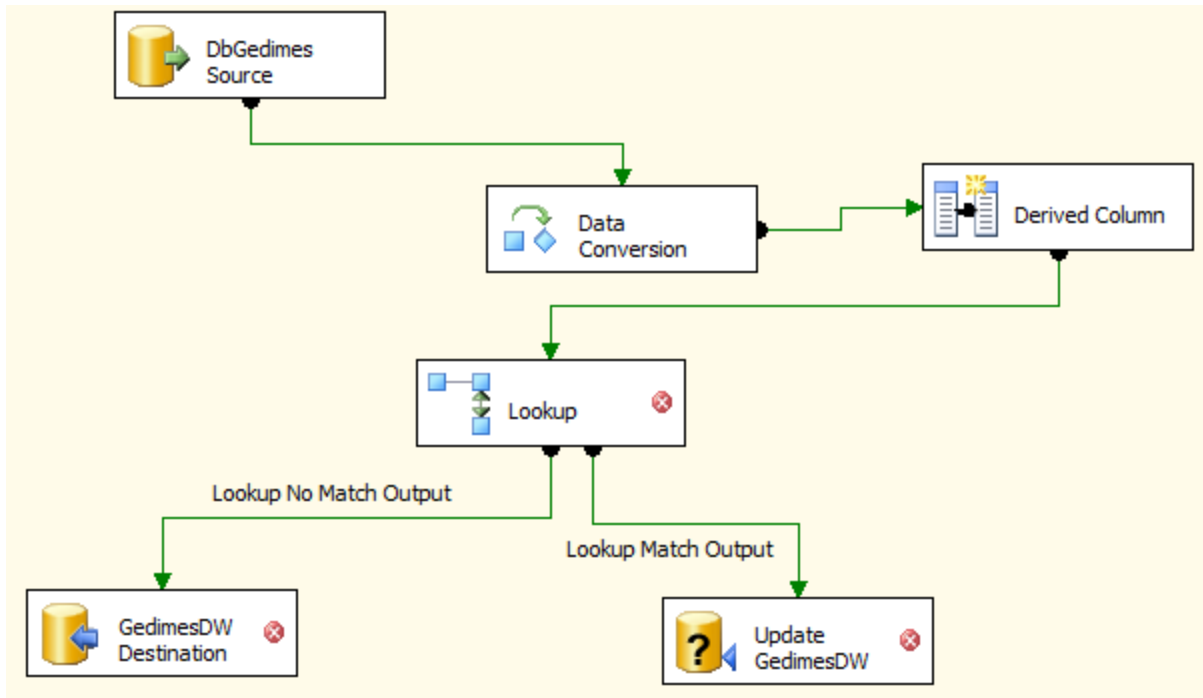 DbGedimes
Source
Data
Conversion
Derived Column
Lookup
Lookup No Match Output
Lookup Match Output
GedimesDW
Destination
Update
GedimesDW